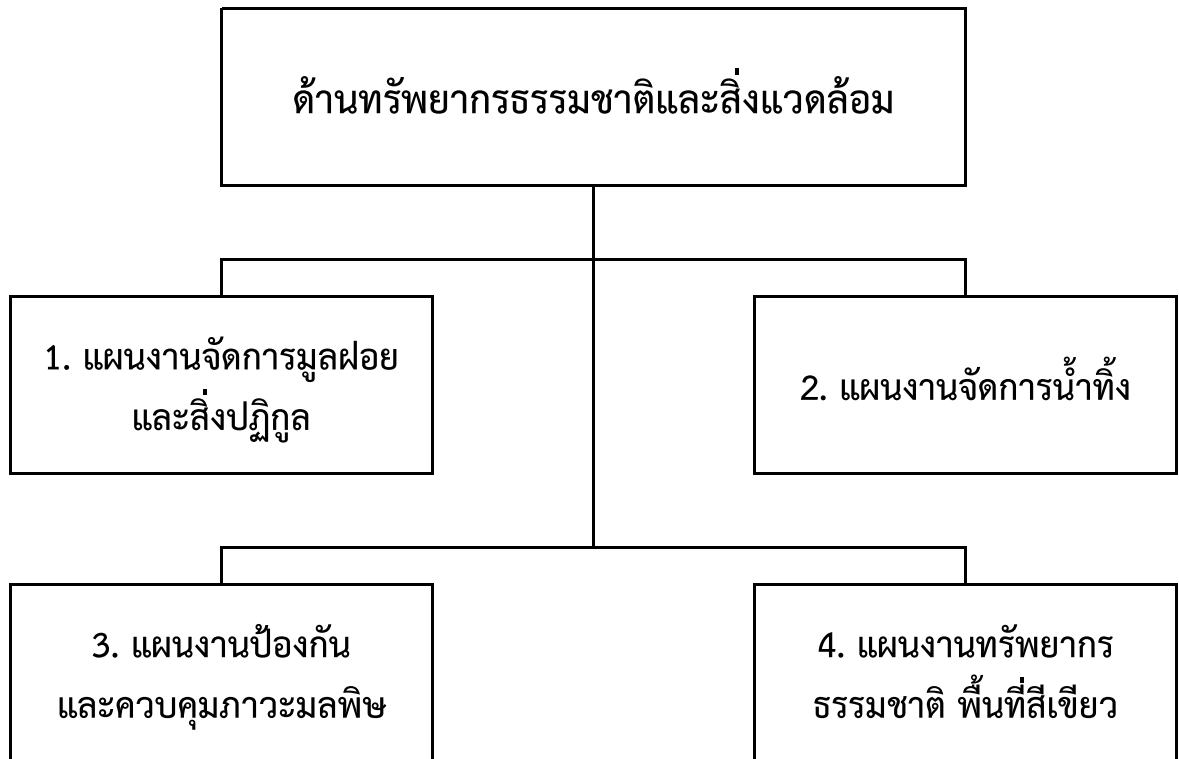 ด้านทรัพยากรธรรมชาติและสิ่งแวดล้อม
1. แผนงานจัดการมูลฝอย
และสิ่งปฏิกูล
2. แผนงานจัดการน้ำทิ้ง
3. แผนงานป้องกัน
และควบคุมภาวะมลพิษ
4. แผนงานทรัพยากร
ธรรมชาติ พื้นที่สีเขียว